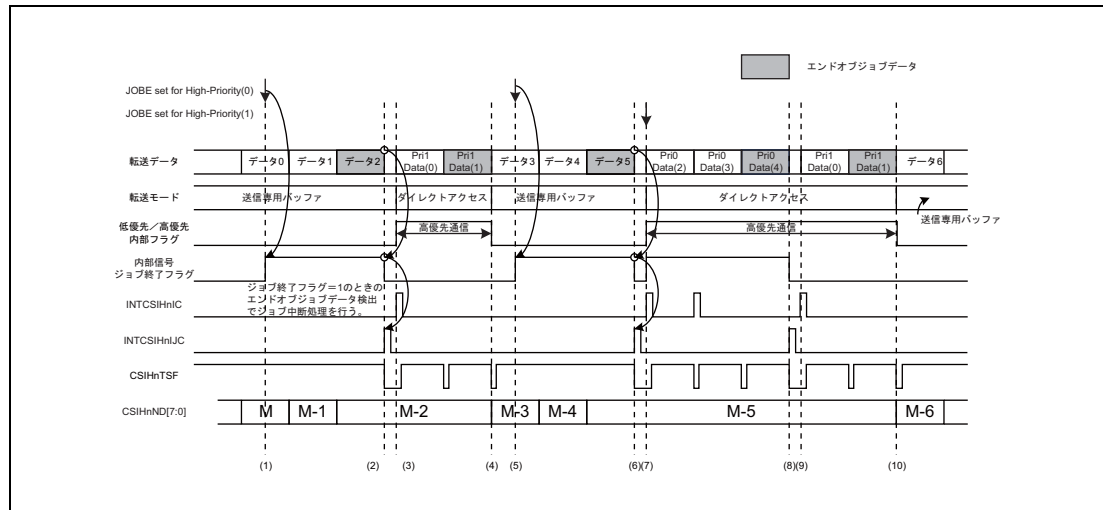 エンドオブジョブデータ
JOBE set for High-Priority(0)
JOBE set for High-Priority(1)
転送データ
データ0
データ1
データ2
Pri1
Data(0)
Pri1
Data(1)
データ3
データ4
データ5
Pri0
Data(2)
Pri0
Data(3)
Pri0
Data(4)
Pri1
Data(0)
Pri1
Data(1)
データ6
転送モード
送信専用バッファ
ダイレクトアクセス
送信専用バッファ
ダイレクトアクセス
送信専用バッファ
低優先/高優先
内部フラグ
高優先通信
高優先通信
内部信号
ジョブ終了フラグ
ジョブ終了フラグ=1のときの
エンドオブジョブデータ検出
でジョブ中断処理を行う。
INTCSIHnIC
INTCSIHnIJC
CSIHnTSF
CSIHnND[7:0]
M
M-1
M-2
M-3
M-4
M-5
M-6
(1)
(2)
(3)
(4)
(5)
(6)(7)
(8)(9)
(10)